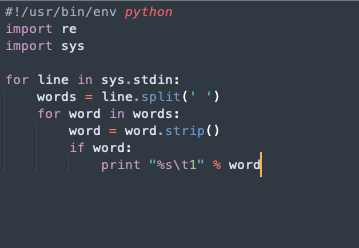 #!/usr/bin/env python
import re
import sys

for line in sys.stdin:
    words = line.split(' ')
    for word in words:
        word = word.strip()
        if word:
            print "%s\t1" % word